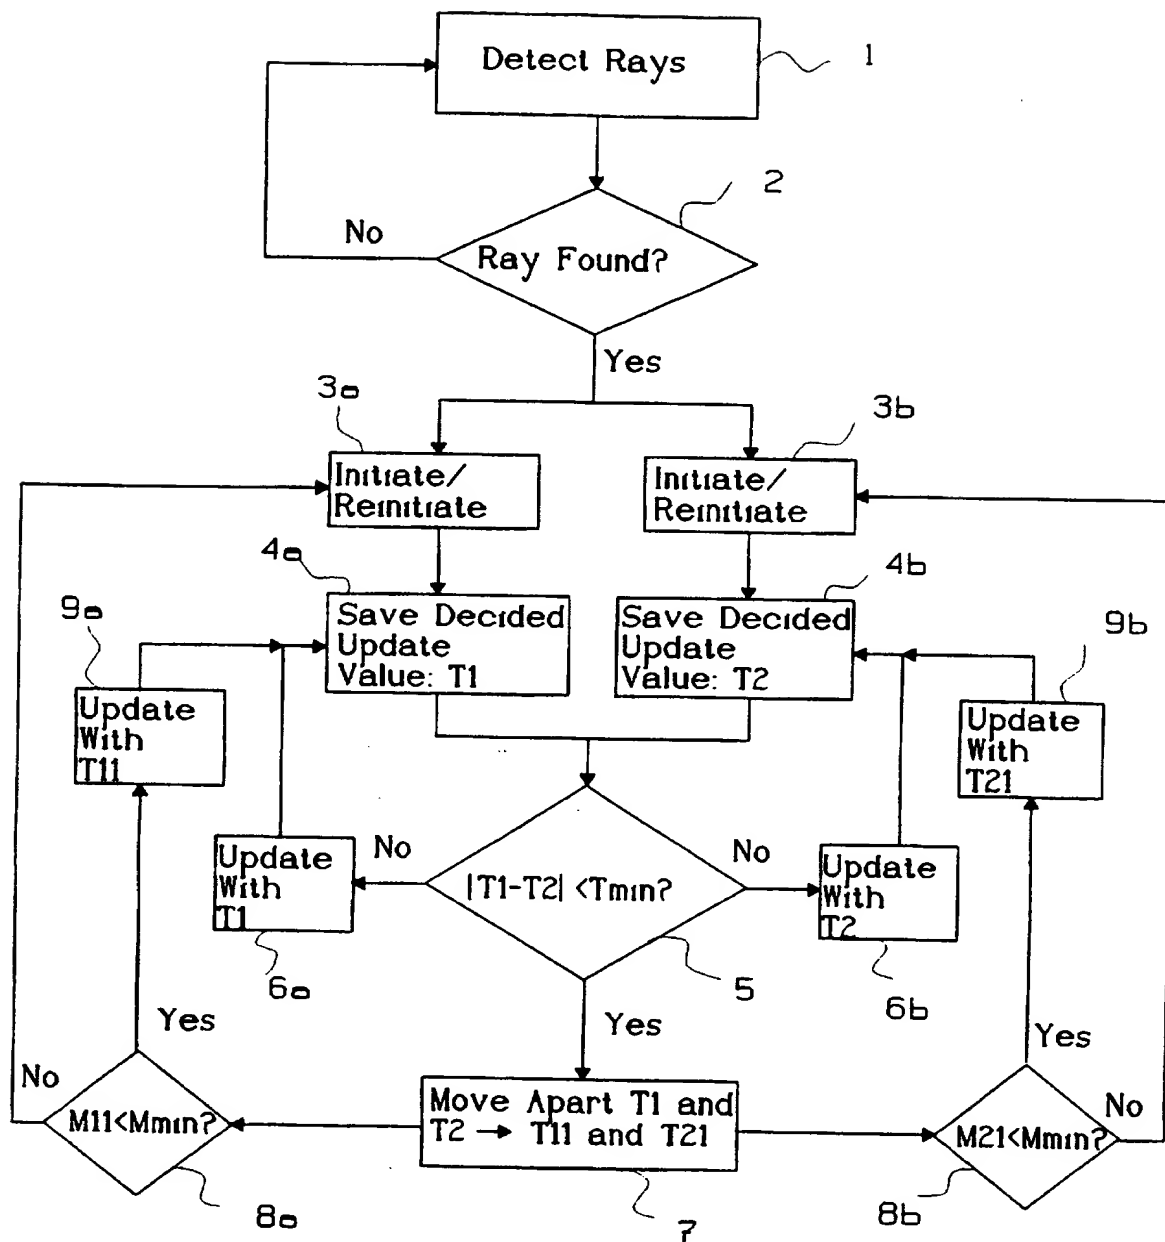 Detect Rays
1
2
No
Ray Found?
Yes
3a
3b
Initiate/
Reinitiate
Initiate/
Reinitiate
4a
4b
Save Decided
Update
Value: T1
Save Decided
Update
Value: T2
9a
9b
Update
With
T11
Update
With
T21
No
No
Update
With
T1
|T1-T2| <Tmin?
Update
With
T2
6a
5
6b
Yes
Yes
Yes
No
M11<Mmin?
Move Apart T1 and
T2 → T11 and T21
M21<Mmin?
No
8a
7
8b